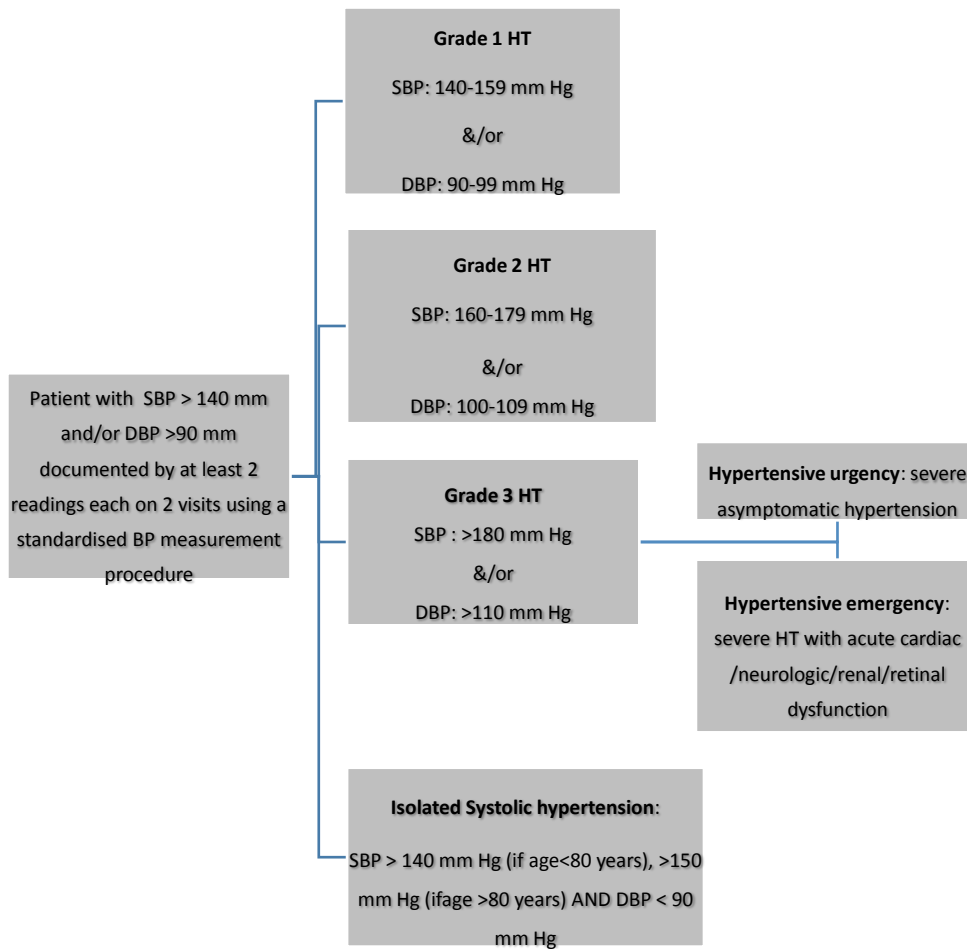 Grade 1 HT
SBP: 140-159 mm Hg
&/or
DBP: 90-99 mm Hg
Grade 2 HT
SBP: 160-179 mm Hg
&/or
DBP: 100-109 mm Hg
Patient with SBP > 140 mm
and/or DBP >90 mm
documented by at least 2
readings each on 2 visits using a
standardised BP measurement
procedure
Grade 3 HT
SBP : >180 mm Hg
&/or
DBP: >110 mm Hg
Hypertensive urgency: severe
asymptomatic hypertension
Hypertensive emergency:
severe HT with acute cardiac
/neurologic/renal/retinal
dysfunction
Isolated Systolic hypertension:
SBP > 140 mm Hg (if age<80 years), >150
mm Hg (ifage >80 years) AND DBP < 90
mm Hg